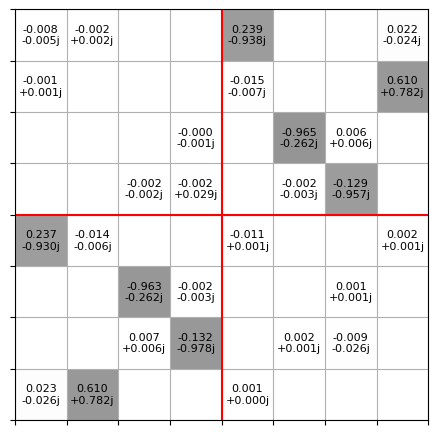 -0.008 -0.002 0.239 0.022
-0.005j +0.002j -0.938j -0.024j
-0.001 -0.015 0.610
+0.001j -0.007j +0.782j
-0.000 -0.965 0.006
-0.001j -0.262j +0.006j
-0.002 -0.002 -0.002 -0.129
-0.002j +0.029j -0.003j -0.957j
0.237 -0.014 -0.011 0.002
-0.930j -0.006j +0.001j +0.001j
-0.963 -0.002 0.001
-0.262j -0.003j +0.001j
0.007 -0.132 0.002 -0.009
+0.006j -0.978j +0.001j -0.026j
0.023 0.610 0.001
-0.026j +0.782j +0.000j